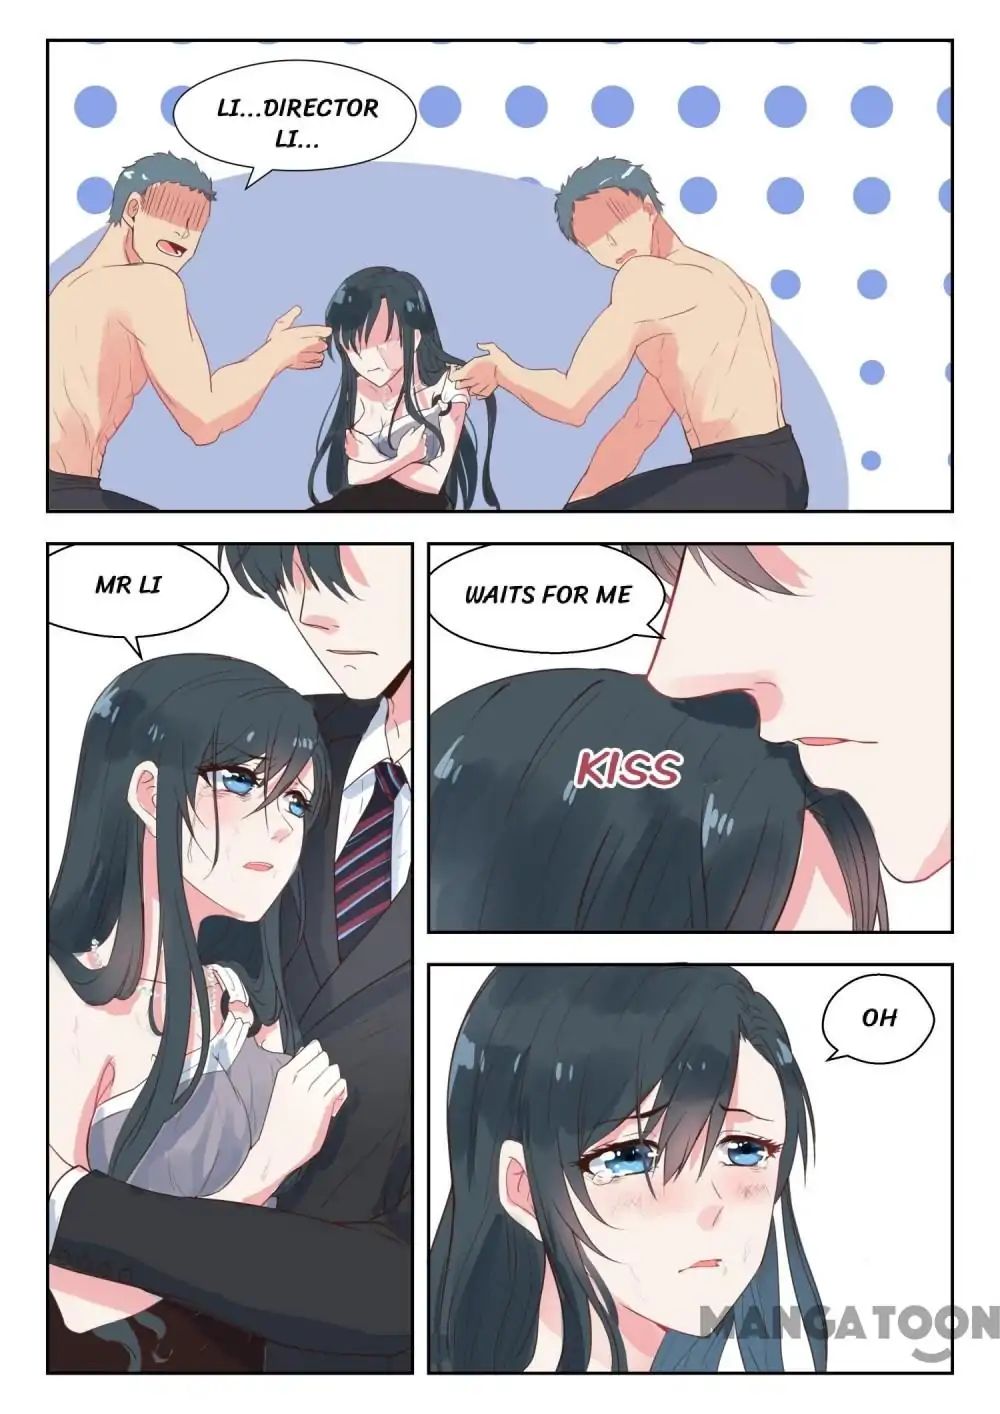 LI...DIRECTOR
LI...
MR LI
WAITS FOR ME
KISS
OH
MANGATOON